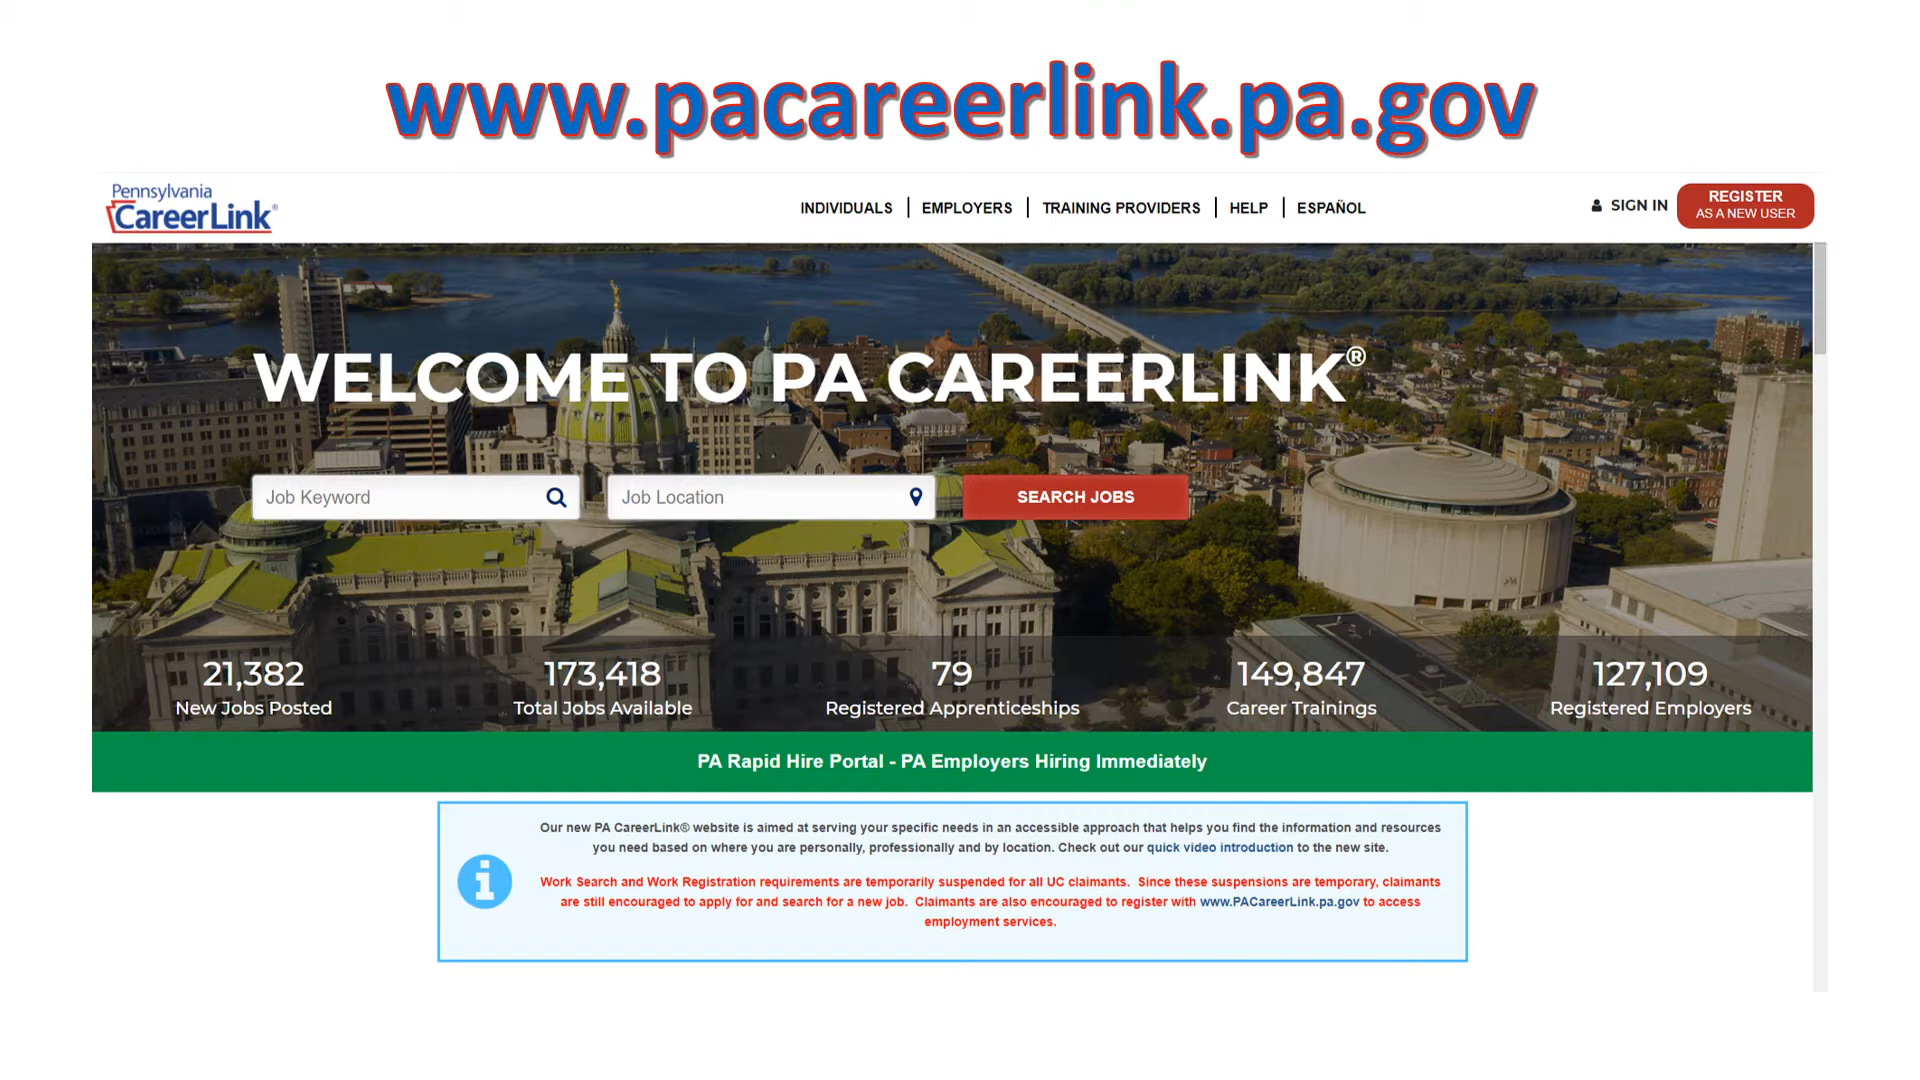 www.pacareerlink.pa.gov
Pennsylvania
CareerLink®
INDIVIDUALS
EMPLOYERS
TRAINING PROVIDERS
HELP
ESPAÑOL
SIGN IN
REGISTER
AS A NEW USER
WELCOME TO PA CAREERLINK®
Job Keyword
Job Location
SEARCH JOBS
21,382
New Jobs Posted
173,418
Total Jobs Available
79
Registered Apprenticeships
149,847
Career Trainings
127,109
Registered Employers
PA Rapid Hire Portal - PA Employers Hiring Immediately
Our new PA CareerLink® website is aimed at serving your specific needs in an accessible approach that helps you find the information and resources
you need based on where you are personally, professionally and by location. Check out our quick video introduction to the new site.
Work Search and Work Registration requirements are temporarily suspended for all UC claimants. Since these suspensions are temporary, claimants
are still encouraged to apply for and search for a new job. Claimants are also encouraged to register with www.PACareerLink.pa.gov to access
employment services.